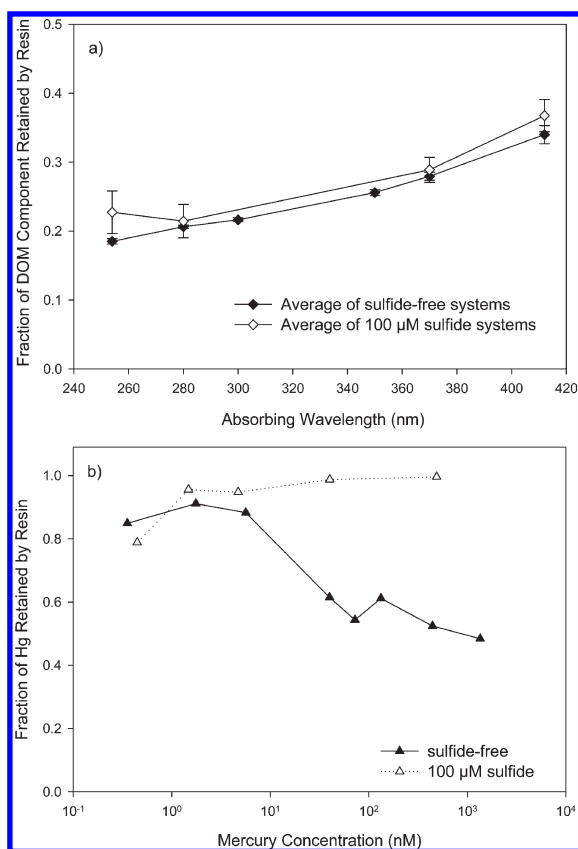 a)
Fraction of DOM Component Retained by Resin
0.5
0.4
0.3
0.2
0.1
0.0
Average of sulfide-free systems
Average of 100 µM sulfide systems
240 260 280 300 320 340 360 380 400 420
Absorbing Wavelength (nm)
b)
Fraction of Hg Retained by Resin
1.0
0.8
0.6
0.4
0.2
0.0
sulfide-free
100 µM sulfide
10⁻¹ 10⁰ 10¹ 10² 10³ 10⁴
Mercury Concentration (nM)